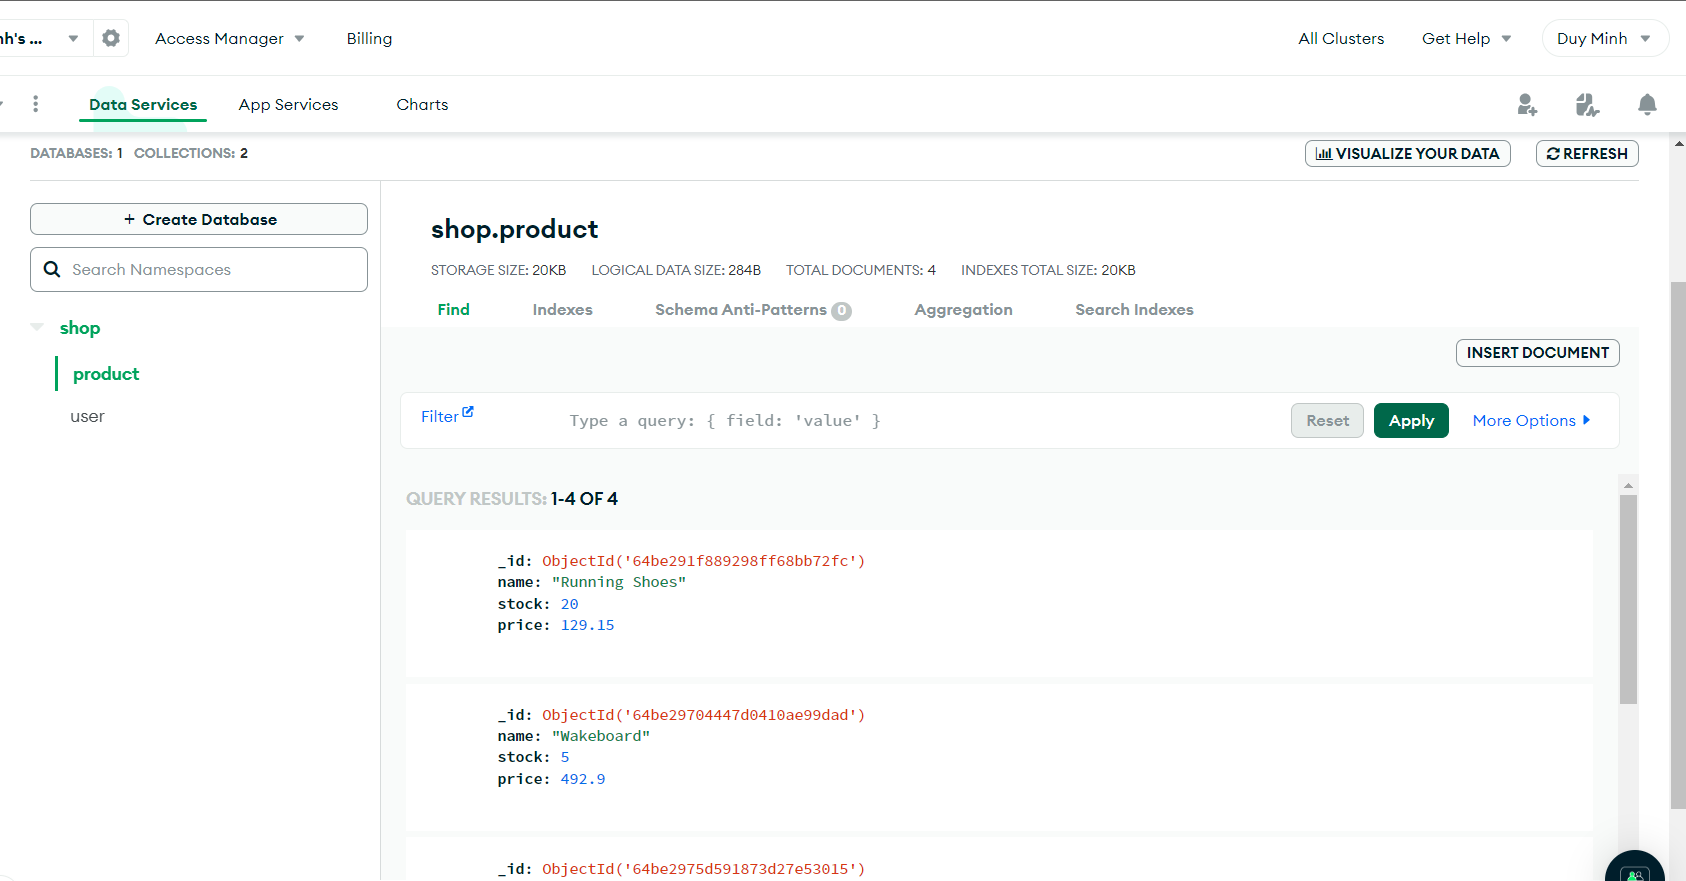 nh's ...
Access Manager
Billing
All Clusters
Get Help
Duy Minh
Data Services
App Services
Charts
DATABASES: 1 COLLECTIONS: 2
VISUALIZE YOUR DATA
REFRESH
+ Create Database
Search Namespaces
shop
product
user
shop.product
STORAGE SIZE: 20KB LOGICAL DATA SIZE: 284B TOTAL DOCUMENTS: 4 INDEXES TOTAL SIZE: 20KB
Find
Indexes
Schema Anti-Patterns 0
Aggregation
Search Indexes
INSERT DOCUMENT
Filter
Type a query: { field: 'value' }
Reset
Apply
More Options
QUERY RESULTS: 1-4 OF 4
_id: ObjectId('64be291f889298ff68bb72fc')
name: "Running Shoes"
stock: 20
price: 129.15
_id: ObjectId('64be29704447d0410ae99dad')
name: "Wakeboard"
stock: 5
price: 492.9
_id: ObjectId('64be2975d591873d27e53015')